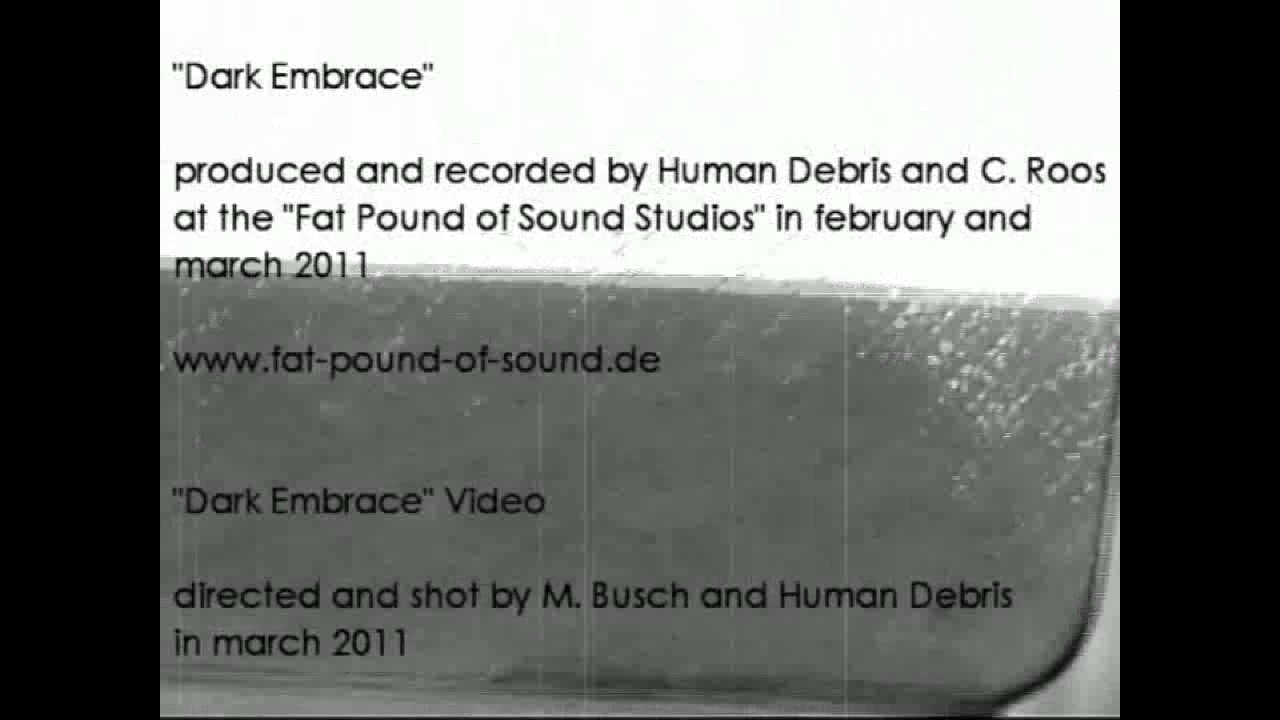 "Dark Embrace"
produced and recorded by Human Debris and C. Roos
at the "Fat Pound of Sound Studios" in february and
march 2011
www.fat-pound-of-sound.de
"Dark Embrace" Video
directed and shot by M. Busch and Human Debris
in march 2011